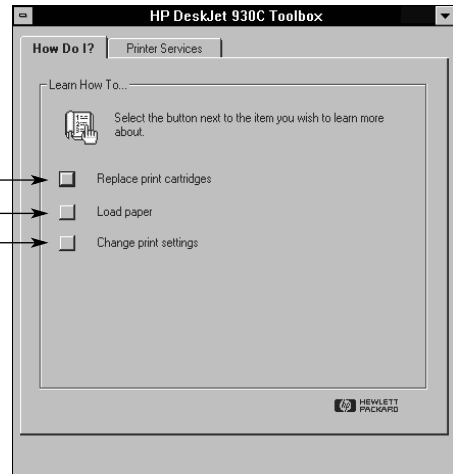 HP DeskJet 930C Toolbox
How Do I?
Printer Services
Learn How To...
Select the button next to the item you wish to learn more
about.
Replace print cartridges
Load paper
Change print settings
hp HEWLETT
PACKARD